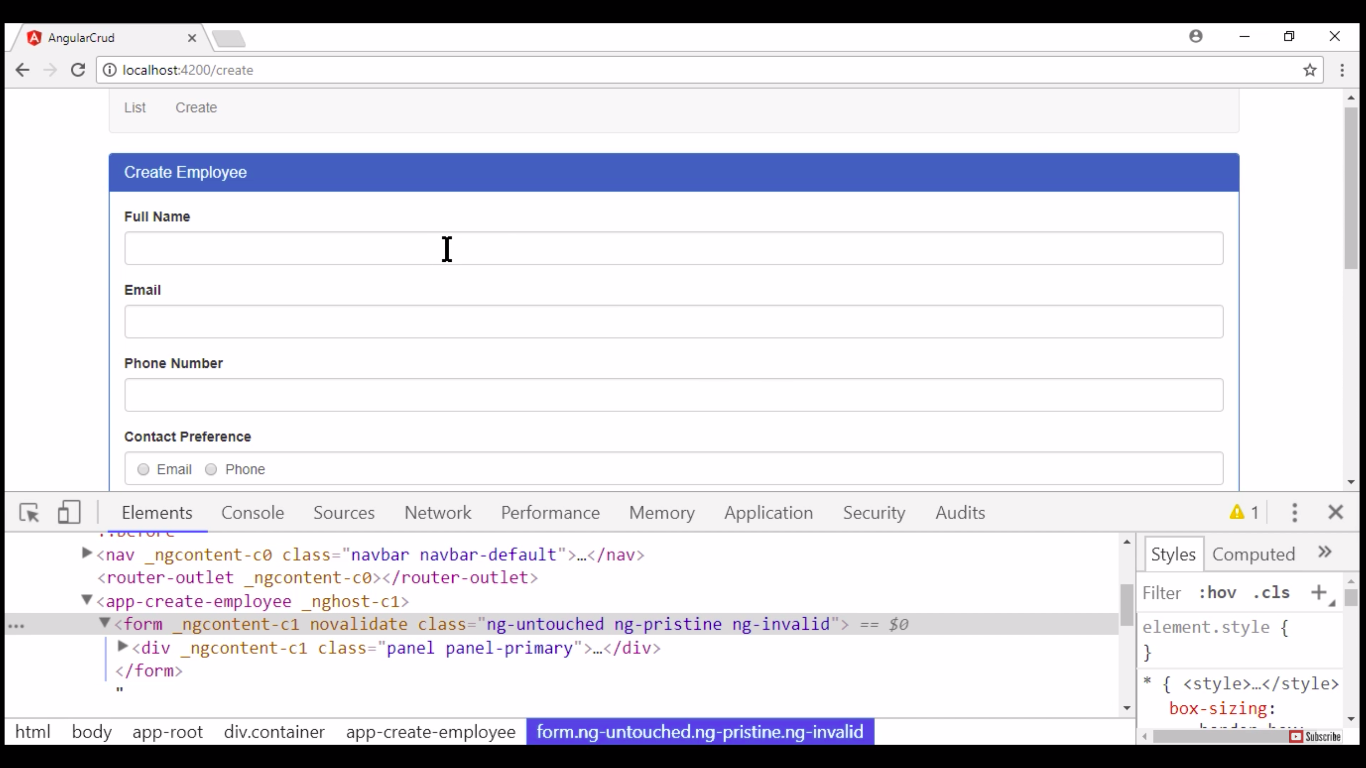 AngularCrud
localhost:4200/create
List Create
Create Employee
Full Name
Email
Phone Number
Contact Preference
Email Phone
Elements Console Sources Network Performance Memory Application Security Audits 1
::before
<nav _ngcontent-c0 class="navbar navbar-default">…</nav>
<router-outlet _ngcontent-c0></router-outlet>
<app-create-employee _nghost-c1>
<form _ngcontent-c1 novalidate class="ng-untouched ng-pristine ng-invalid"> == $0
<div _ngcontent-c1 class="panel panel-primary">…</div>
</form>
"
html body app-root div.container app-create-employee form.ng-untouched.ng-pristine.ng-invalid
Styles Computed »
Filter :hov .cls +
element.style {
}
* { <style>…</style>
box-sizing:
border-box;
Subscribe